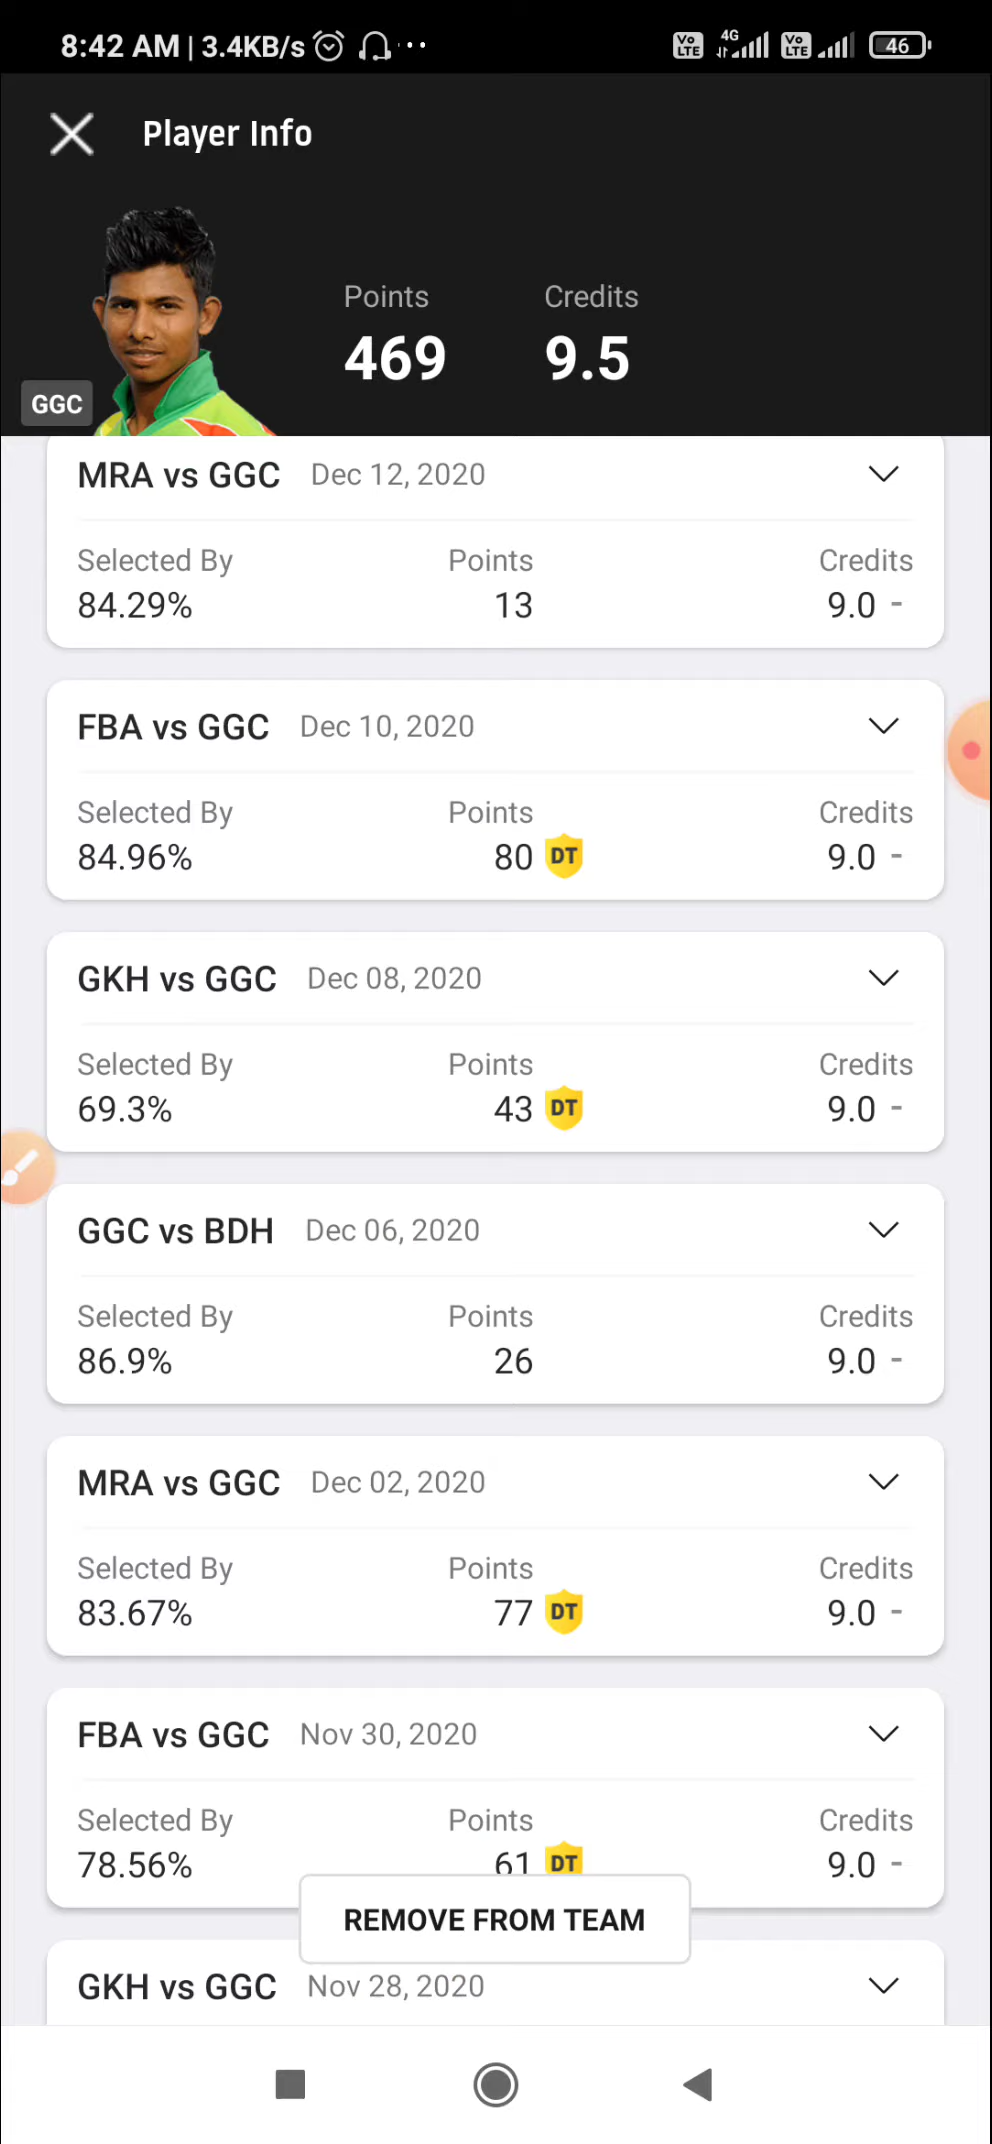 8:42 AM | 3.4KB/s ··· Vo LTE 4G Vo LTE 46
Player Info
Points Credits
469 9.5
GGC
MRA vs GGC Dec 12, 2020
Selected By Points Credits
84.29% 13 9.0 -
FBA vs GGC Dec 10, 2020
Selected By Points Credits
84.96% 80 DT 9.0 -
GKH vs GGC Dec 08, 2020
Selected By Points Credits
69.3% 43 DT 9.0 -
GGC vs BDH Dec 06, 2020
Selected By Points Credits
86.9% 26 9.0 -
MRA vs GGC Dec 02, 2020
Selected By Points Credits
83.67% 77 DT 9.0 -
FBA vs GGC Nov 30, 2020
Selected By Points Credits
78.56% 61 DT 9.0 -
REMOVE FROM TEAM
GKH vs GGC Nov 28, 2020